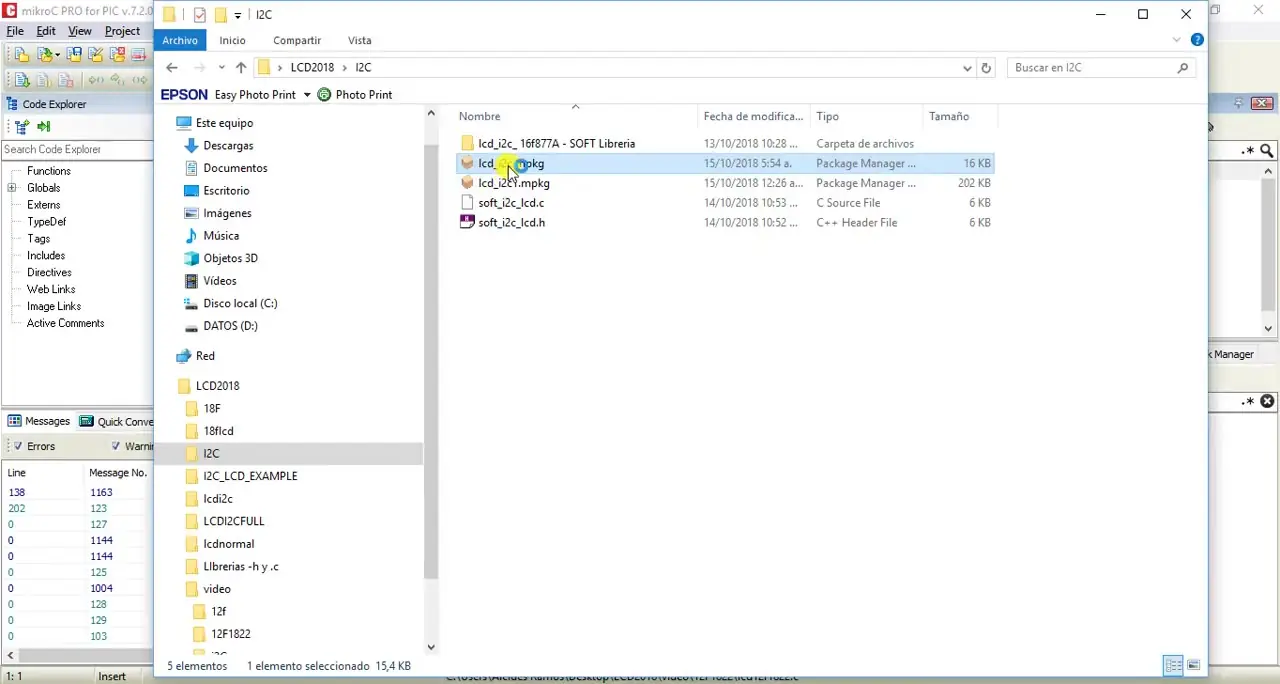 mikroC PRO for PIC v.7.2.0
I2C
File Edit View Project
Archivo Inicio Compartir Vista
LCD2018 I2C
Buscar en I2C
EPSON Easy Photo Print Photo Print
Code Explorer
Search Code Explorer
Functions
Globals
Externs
TypeDef
Tags
Includes
Directives
Web Links
Image Links
Active Comments
Este equipo
Descargas
Documentos
Escritorio
Imágenes
Música
Objetos 3D
Vídeos
Disco local (C:)
DATOS (D:)
Red
LCD2018
18F
18flcd
I2C
I2C_LCD_EXAMPLE
lcdi2c
LCDI2CFULL
lcdnormal
LIbrerias -h y .c
video
12f
12F1822
Nombre Fecha de modifica... Tipo Tamaño
lcd_i2c_ 16f877A - SOFT Libreria 13/10/2018 10:28 ... Carpeta de archivos
15/10/2018 5:54 a. Package Manager ... 16 KB
lcd_i2cY.mpkg 15/10/2018 12:26 a... Package Manager ... 202 KB
soft_i2c_lcd.c 14/10/2018 10:53 ... C Source File 6 KB
soft_i2c_lcd.h 14/10/2018 10:52 ... C++ Header File 6 KB
k Manager
Messages Quick Conve
Errors Warnin
Line Message No.
138 1163
202 123
0 127
0 1144
0 1144
0 125
0 1004
0 128
0 129
0 103
5 elementos 1 elemento seleccionado 15,4 KB
1: 1 Insert